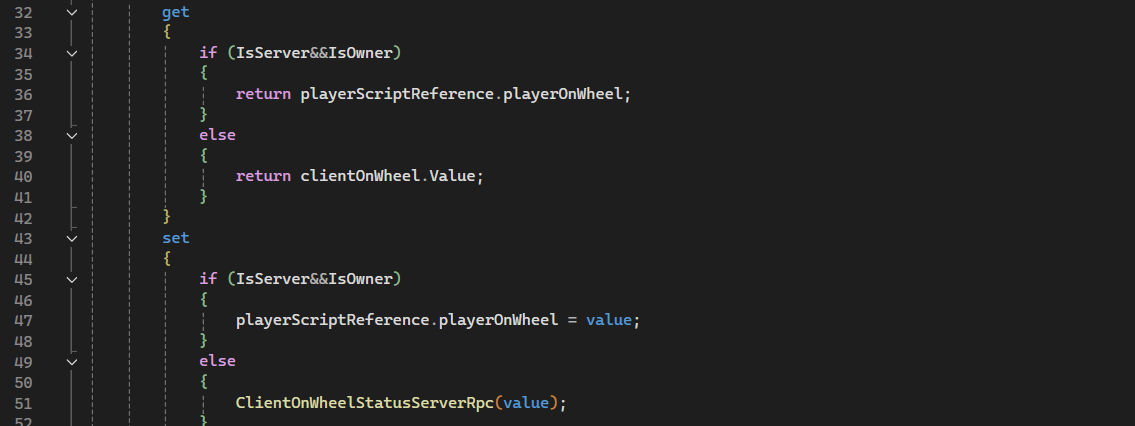 32 get
33 {
34 if (IsServer&&IsOwner)
35 {
36 return playerScriptReference.playerOnWheel;
37 }
38 else
39 {
40 return clientOnWheel.Value;
41 }
42 }
43 set
44 {
45 if (IsServer&&IsOwner)
46 {
47 playerScriptReference.playerOnWheel = value;
48 }
49 else
50 {
51 ClientOnWheelStatusServerRpc(value);
52 }